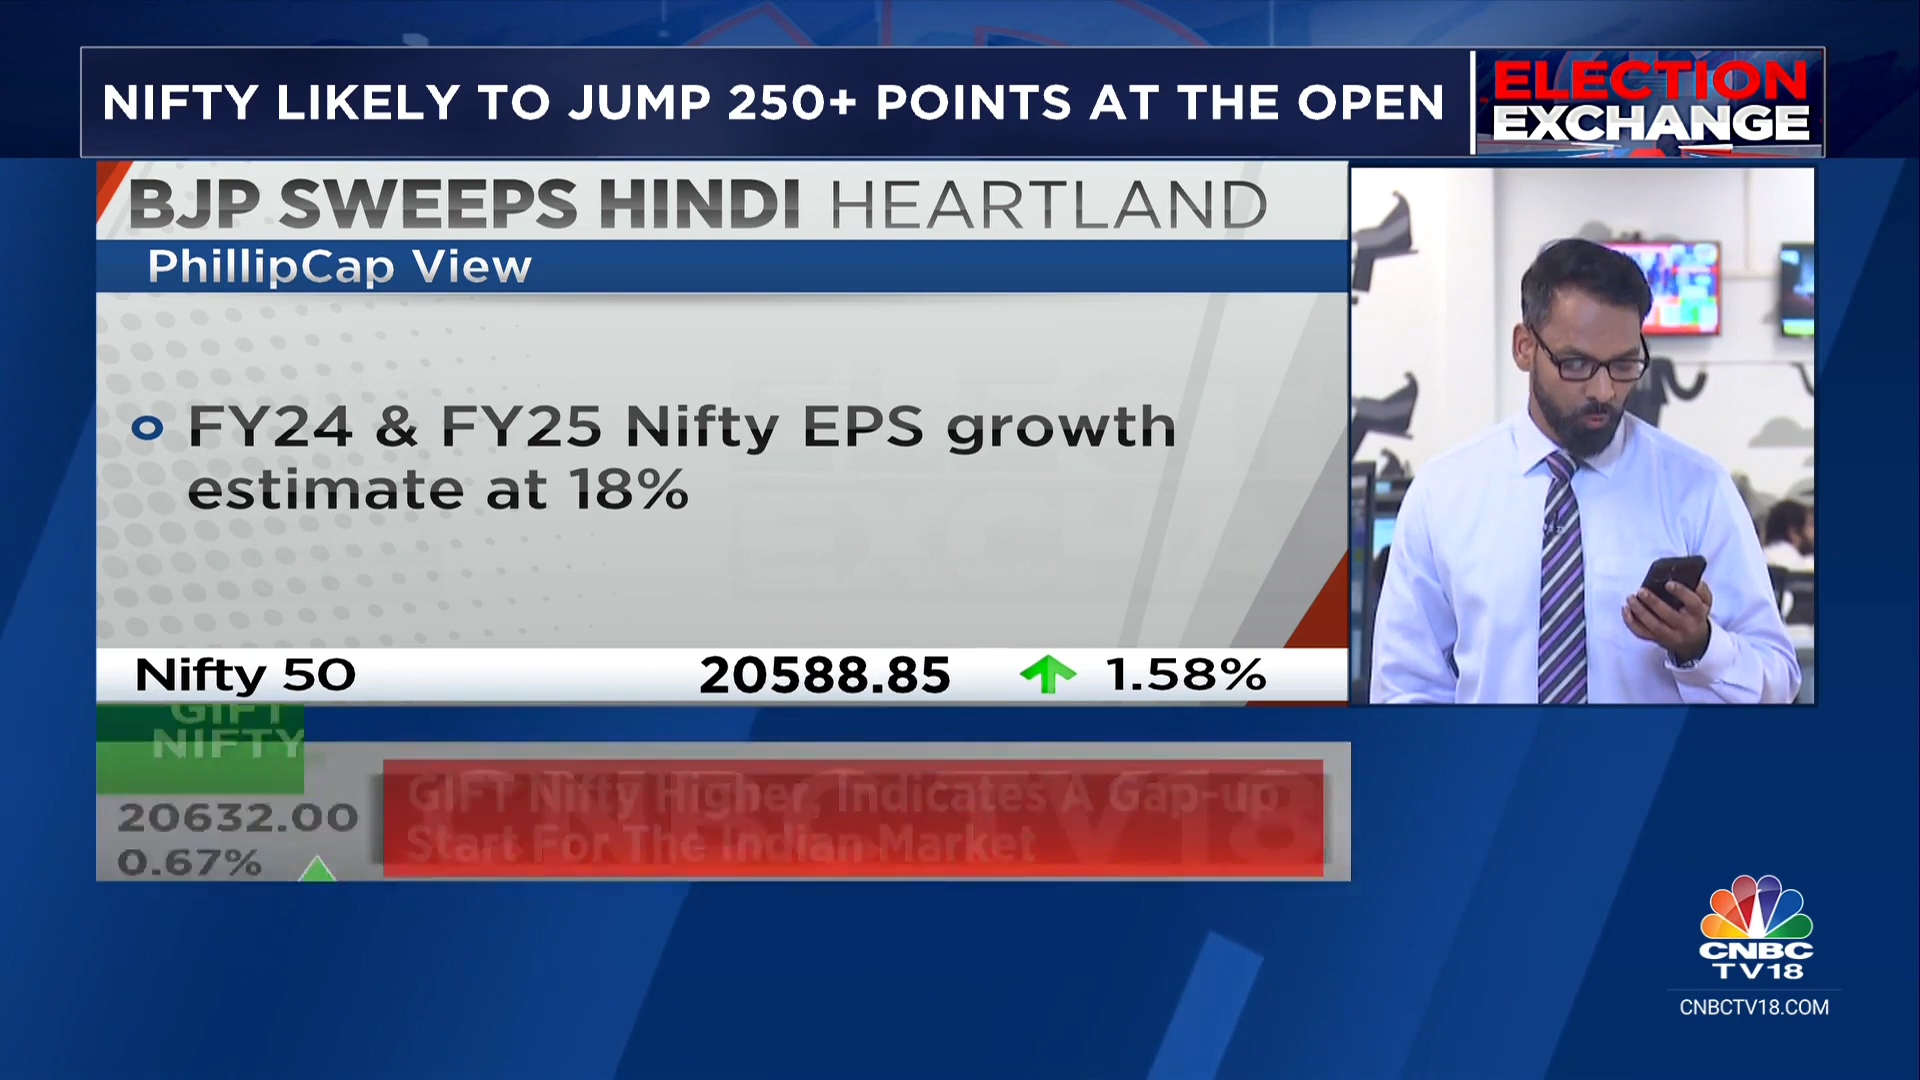 NIFTY LIKELY TO JUMP 250+ POINTS AT THE OPEN
ELECTION
EXCHANGE
BJP SWEEPS HINDI HEARTLAND
PhillipCap View
FY24 & FY25 Nifty EPS growth
estimate at 18%
Nifty 50 20588.85 1.58%
GIFT
NIFTY
20632.00
0.67%
GIFT Nifty Higher, Indicates A Gap-up
Start For The Indian Market
CNBC TV18
CNBC
TV18
CNBCTV18.COM